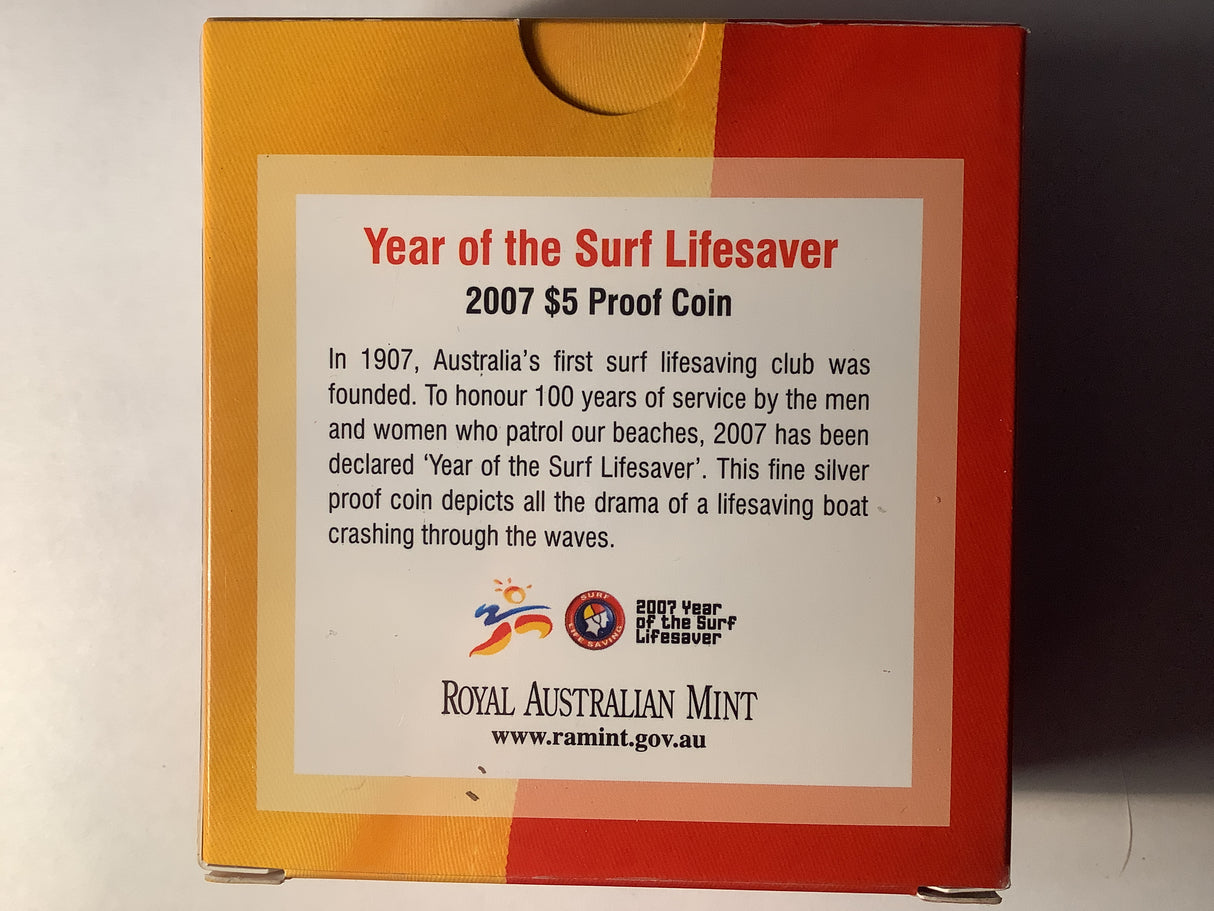 Year of the Surf Lifesaver
2007 $5 Proof Coin
In 1907, Australia's first surf lifesaving club was
founded. To honour 100 years of service by the men
and women who patrol our beaches, 2007 has been
declared ‘Year of the Surf Lifesaver’. This fine silver
proof coin depicts all the drama of a lifesaving boat
crashing through the waves.
SURF
LIFE SAVING
2007 Year
of the Surf
Lifesaver
ROYAL AUSTRALIAN MINT
www.ramint.gov.au